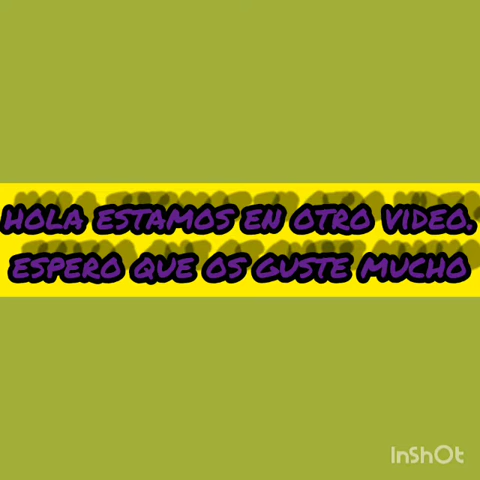 HOLA ESTAMOS EN OTRO VIDEO.
ESPERO QUE OS GUSTE MUCHO
InShOt